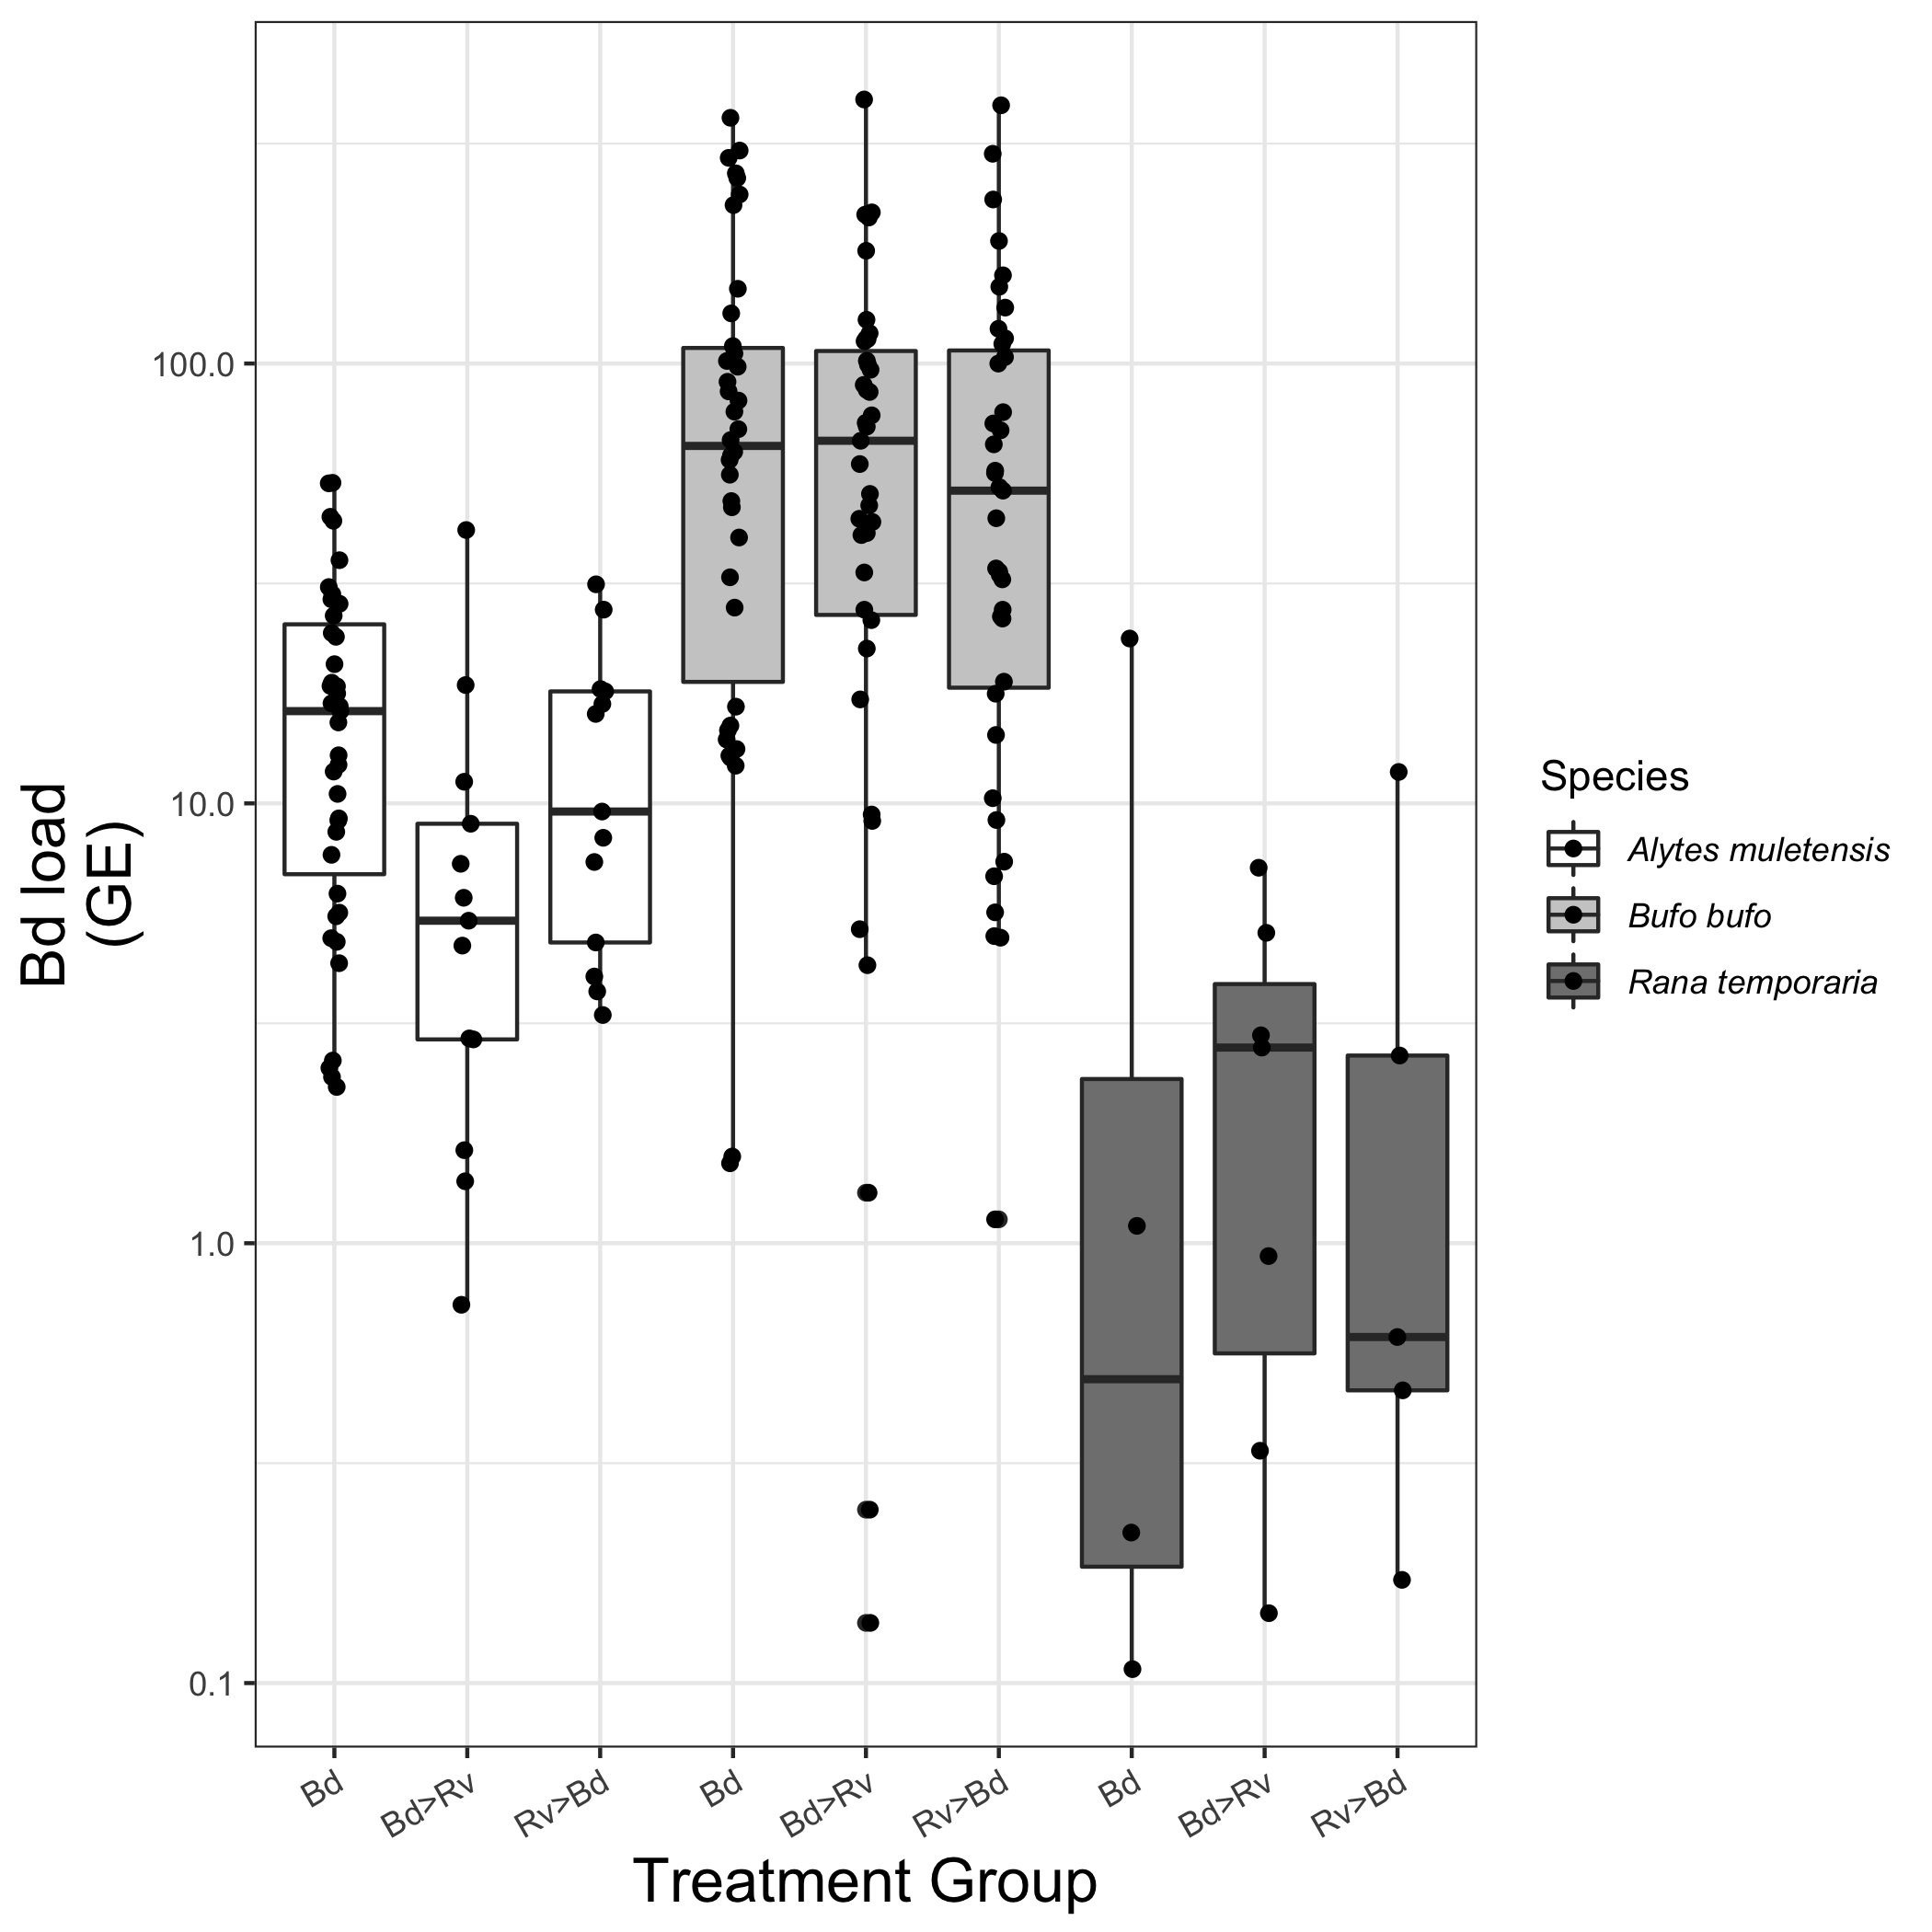 Bd load
(GE)
100.0
10.0
1.0
0.1
Bd
Bd>Rv
Rv>Bd
Bd
Bd>Rv
Rv>Bd
Bd
Bd>Rv
Rv>Bd
Treatment Group
Species
Alytes muletensis
Bufo bufo
Rana temporaria